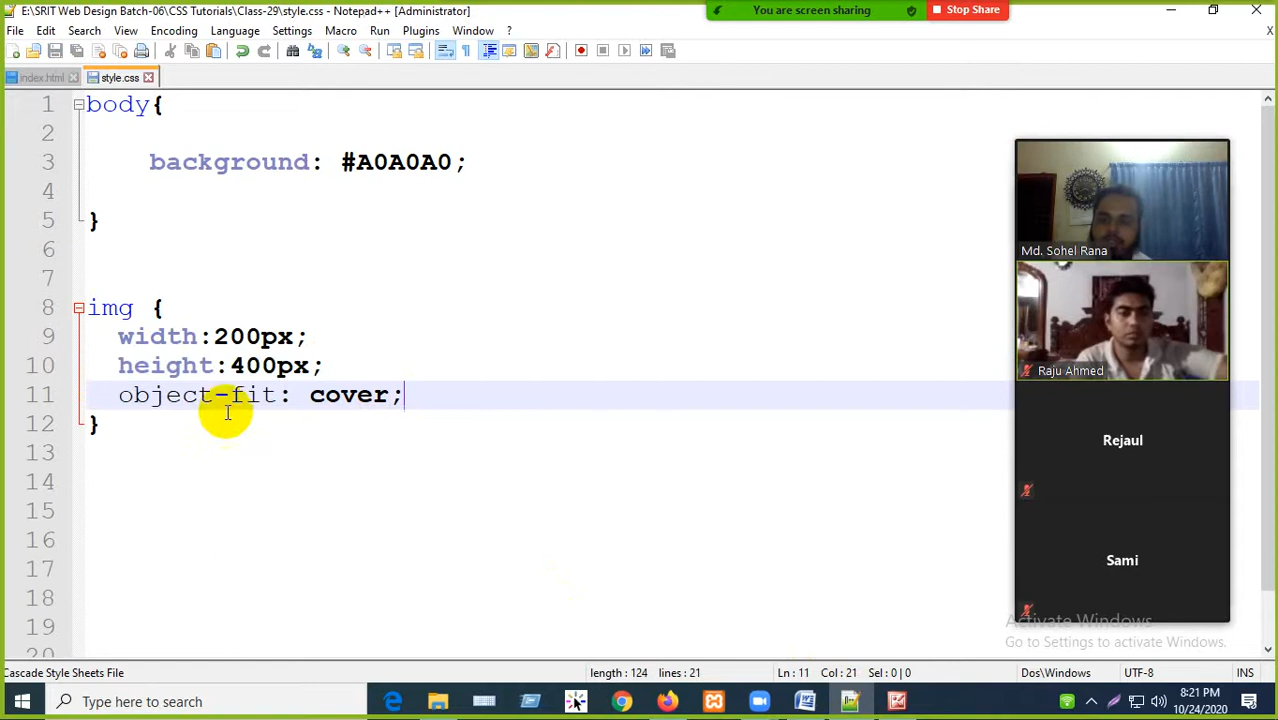 E:\SRIT Web Design Batch-06\CSS Tutorials\Class-29\style.css - Notepad++ [Administrator]
You are screen sharing
Stop Share
File Edit Search View Encoding Language Settings Macro Run Plugins Window ?
X
index.html
style.css
1 body{
2
3 background: #A0A0A0;
4
5 }
6
7
8 img {
9 width:200px;
10 height:400px;
11 object-fit: cover;
12 }
13
14
15
16
17
18
19
20
Md. Sohel Rana
Raju Ahmed
Rejaul
Sami
Activate Windows
Go to Settings to activate Windows.
Cascade Style Sheets File
length : 124 lines : 21
Ln : 11 Col : 21 Sel : 0 | 0
Dos\Windows
UTF-8
INS
Type here to search
8:21 PM
10/24/2020